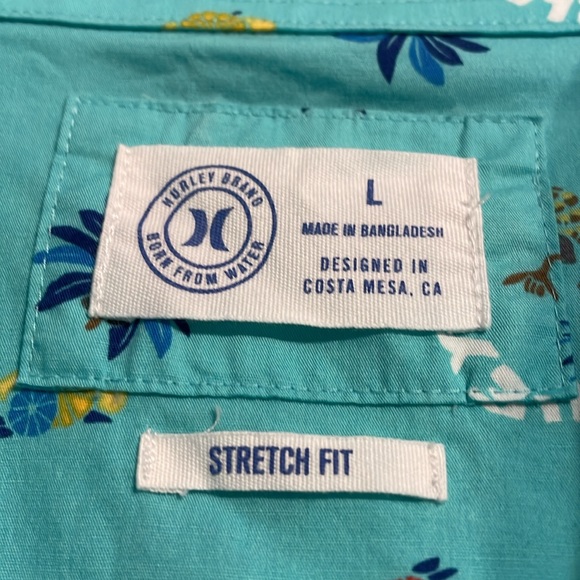 HURLEY BRAND
BORN FROM WATER
L
MADE IN BANGLADESH
DESIGNED IN
COSTA MESA, CA
STRETCH FIT